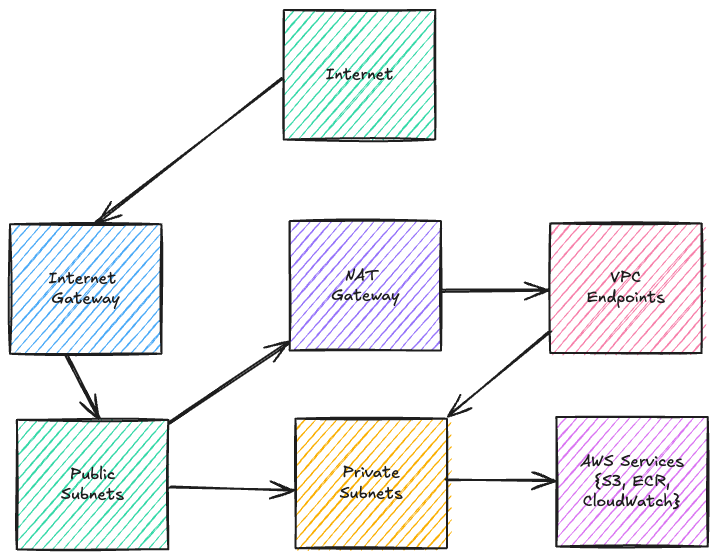 Internet
Internet
Gateway
NAT
Gateway
VPC
Endpoints
Public
Subnets
Private
Subnets
AWS Services
{S3, ECR,
CloudWatch}